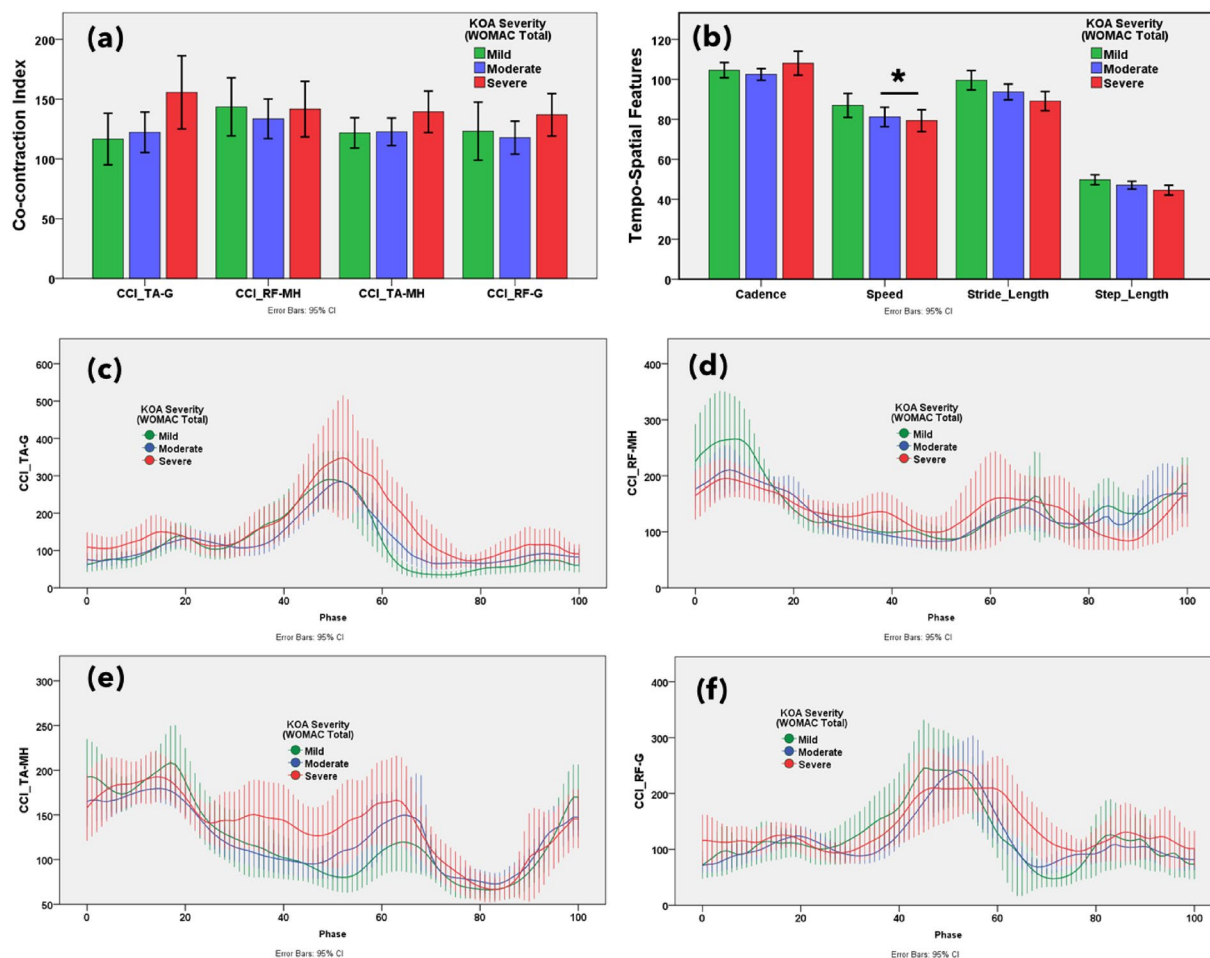 (a)
KOA Severity
(WOMAC Total)
Mild
Moderate
Severe
Co-contraction Index
200
150
100
50
0
CCI_TA-G
CCI_RF-MH
CCI_TA-MH
CCI_RF-G
Error Bars: 95% CI
(b)
KOA Severity
(WOMAC Total)
Mild
Moderate
Severe
*
Tempo-Spatial Features
120
100
80
60
40
20
0
Cadence
Speed
Stride_Length
Step_Length
Error Bars: 95% CI
(c)
KOA Severity
(WOMAC Total)
Mild
Moderate
Severe
CCI_TA-G
600
500
400
300
200
100
0
0 20 40 60 80 100
Phase
Error Bars: 95% CI
(d)
KOA Severity
(WOMAC Total)
Mild
Moderate
Severe
CCI_RF-MH
400
300
200
100
0
0 20 40 60 80 100
Phase
Error Bars: 95% CI
(e)
KOA Severity
(WOMAC Total)
Mild
Moderate
Severe
CCI_TA-MH
300
250
200
150
100
50
0 20 40 60 80 100
Phase
Error Bars: 95% CI
(f)
KOA Severity
(WOMAC Total)
Mild
Moderate
Severe
CCI_RF-G
400
300
200
100
0
0 20 40 60 80 100
Phase
Error Bars: 95% CI